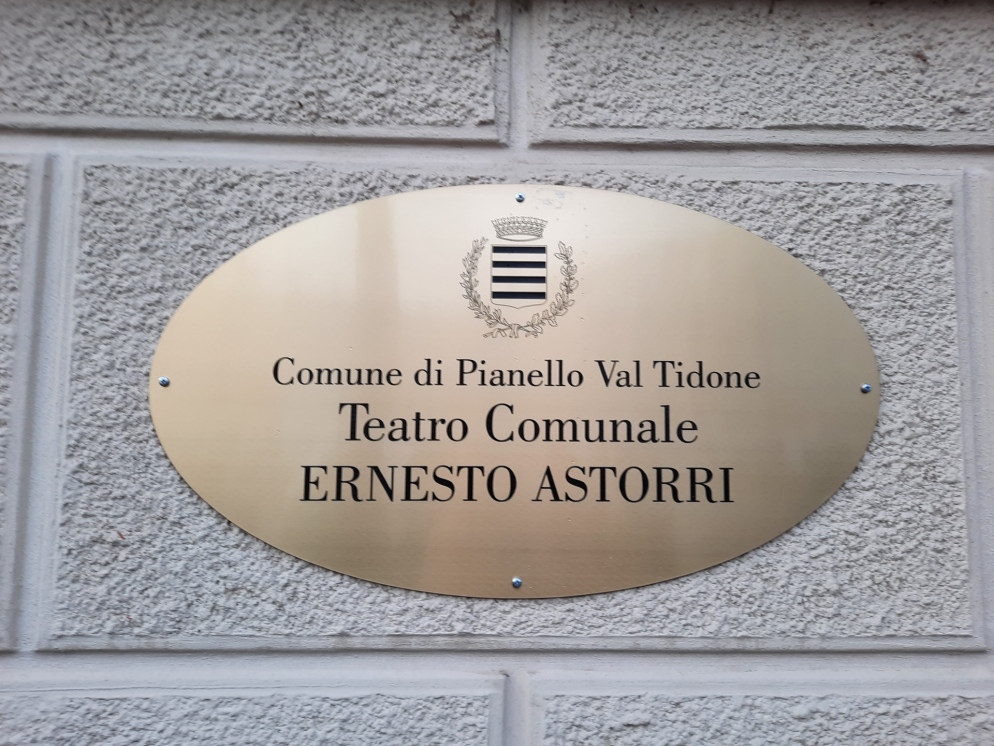 Comune di Pianello Val Tidone
Teatro Comunale
ERNESTO ASTORRI